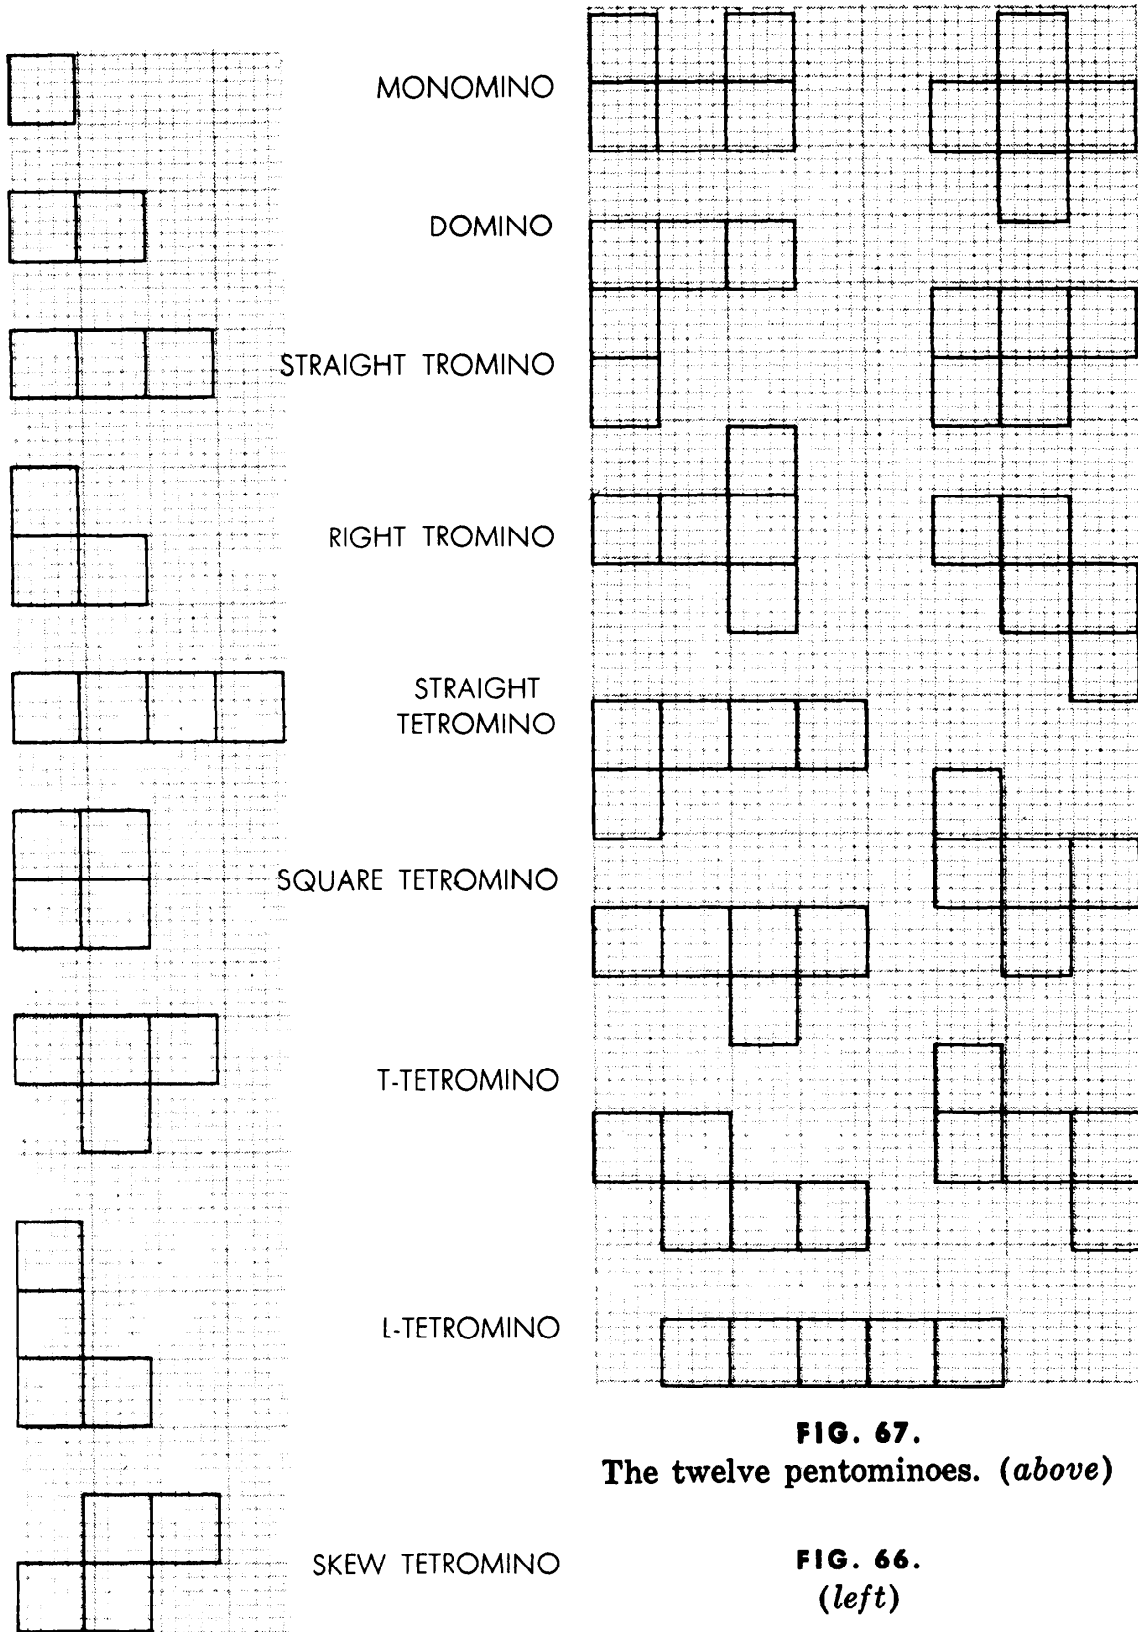 MONOMINO
DOMINO
STRAIGHT TROMINO
RIGHT TROMINO
STRAIGHT
TETROMINO
SQUARE TETROMINO
T-TETROMINO
L-TETROMINO
SKEW TETROMINO
FIG. 67.
The twelve pentominoes. (above)
FIG. 66.
(left)